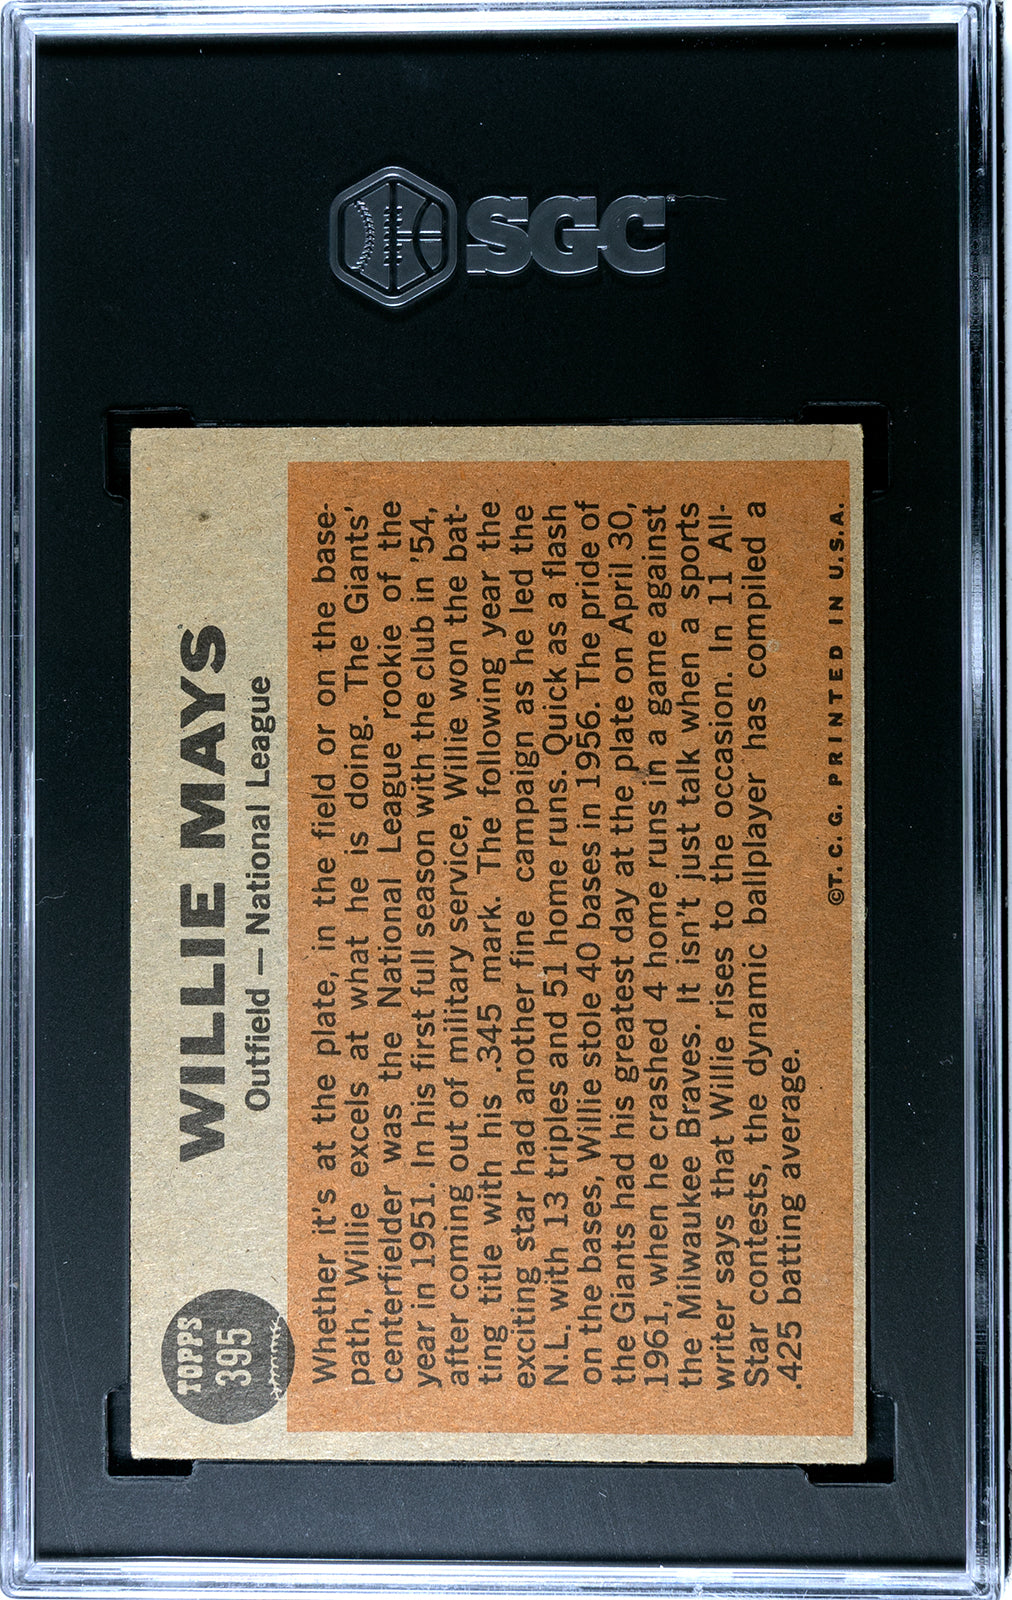 SGC
TOPPS
395
WILLIE MAYS
Outfield — National League
Whether it's at the plate, in the field or on the base-
path, Willie excels at what he is doing. The Giants'
centerfielder was the National League rookie of the
year in 1951. In his first full season with the club in '54,
after coming out of military service, Willie won the bat-
ting title with his .345 mark. The following year the
exciting star had another fine campaign as he led the
N.L. with 13 triples and 51 home runs. Quick as a flash
on the bases, Willie stole 40 bases in 1956. The pride of
the Giants had his greatest day at the plate on April 30,
1961, when he crashed 4 home runs in a game against
the Milwaukee Braves. It isn't just talk when a sports
writer says that Willie rises to the occasion. In 11 All-
Star contests, the dynamic ballplayer has compiled a
.425 batting average.
©T. C. G. PRINTED IN U.S.A.